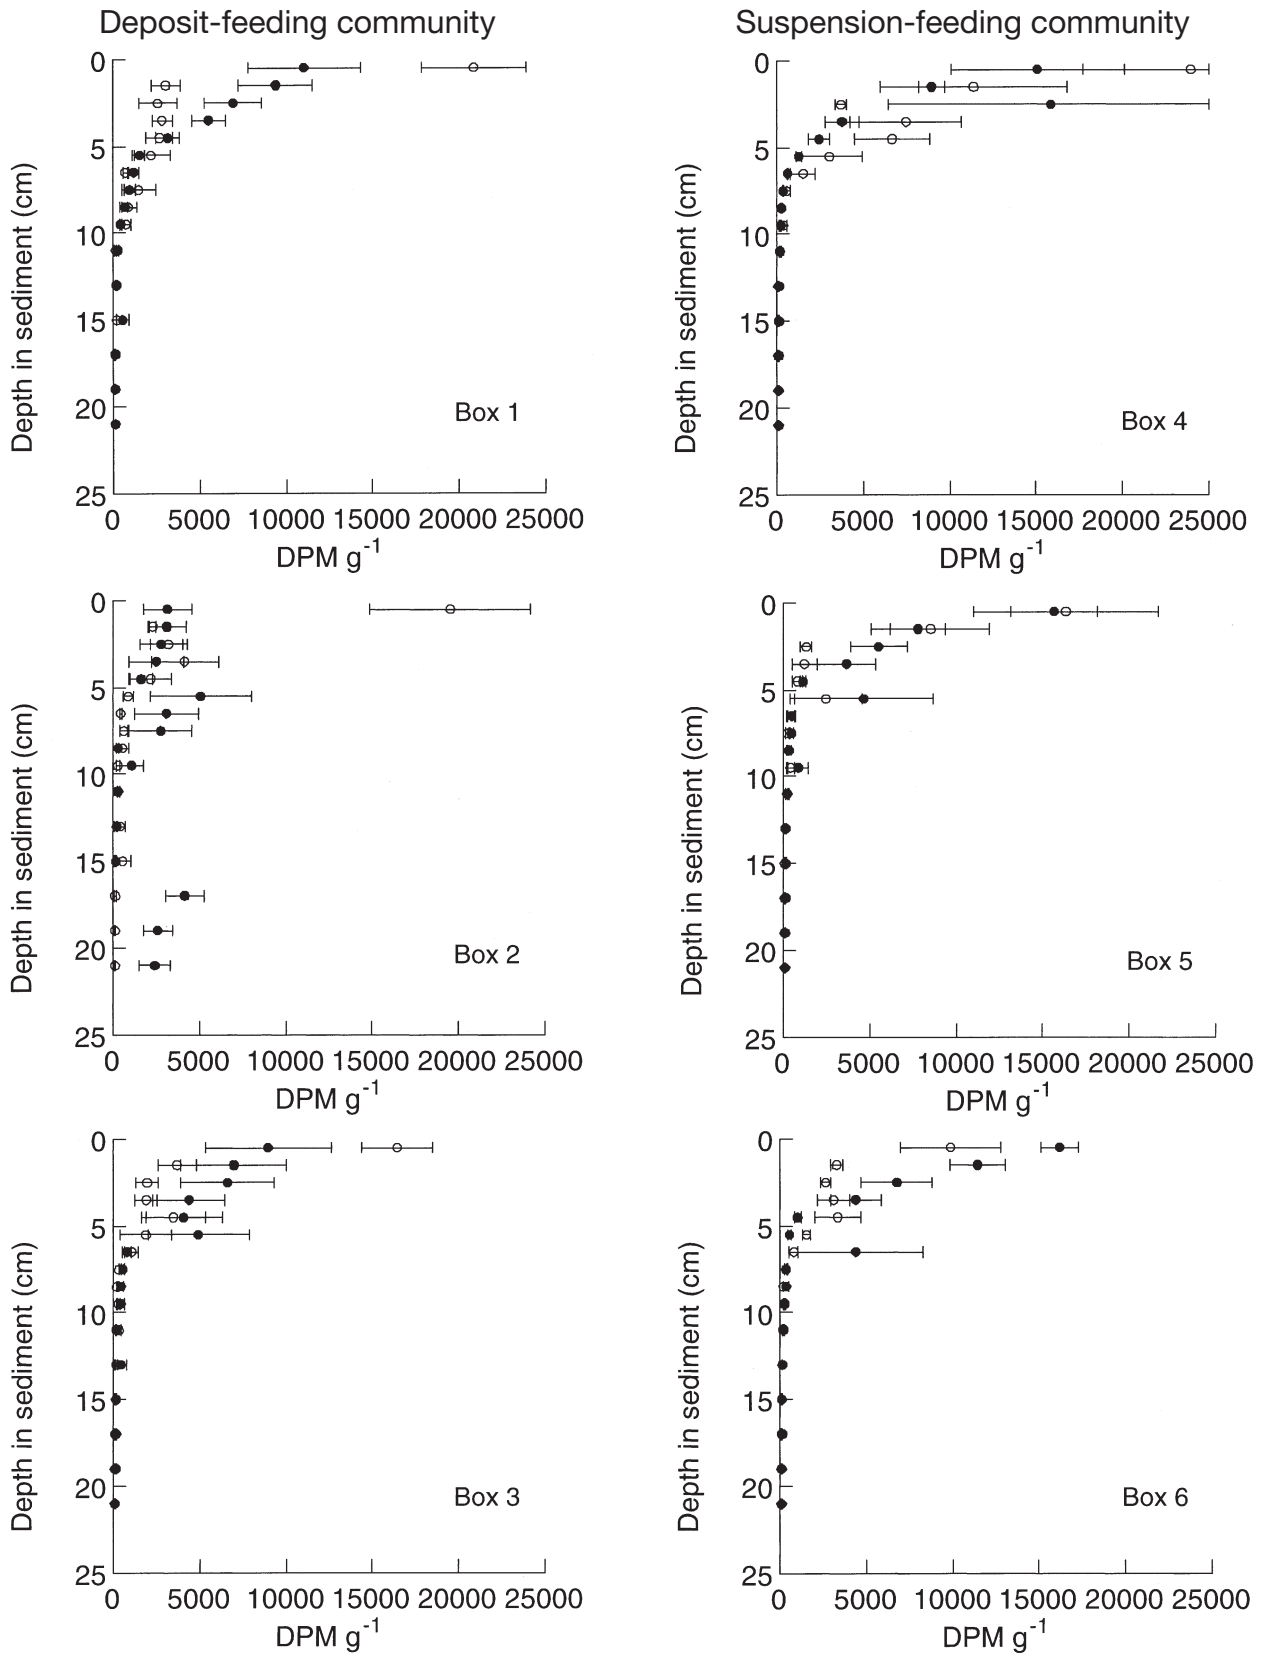 Deposit-feeding community
Suspension-feeding community
0
5
10
15
20
25
Depth in sediment (cm)
Box 1
0 5000 10000 15000 20000 25000
DPM g-1
0
5
10
15
20
25
Depth in sediment (cm)
Box 4
0 5000 10000 15000 20000 25000
DPM g-1
0
5
10
15
20
25
Depth in sediment (cm)
Box 2
0 5000 10000 15000 20000 25000
DPM g-1
0
5
10
15
20
25
Depth in sediment (cm)
Box 5
0 5000 10000 15000 20000 25000
DPM g-1
0
5
10
15
20
25
Depth in sediment (cm)
Box 3
0 5000 10000 15000 20000 25000
DPM g-1
0
5
10
15
20
25
Depth in sediment (cm)
Box 6
0 5000 10000 15000 20000 25000
DPM g-1